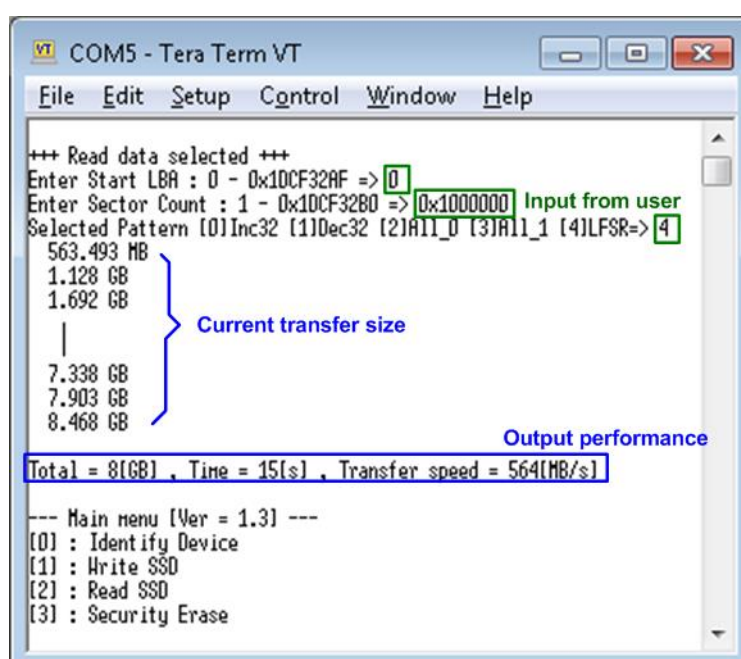 COM5 - Tera Term VT
File Edit Setup Control Window Help
+++ Read data selected +++
Enter Start LBA : 0 - 0x1DCF32AF => 0
Enter Sector Count : 1 - 0x1DCF32B0 => 0x1000000 Input from user
Selected Pattern [0]Inc32 [1]Dec32 [2]All_0 [3]All_1 [4]LFSR=> 4
563.493 MB
1.128 GB
1.692 GB
Current transfer size
7.338 GB
7.903 GB
8.468 GB
Output performance
Total = 8[GB] , Time = 15[s] , Transfer speed = 564[MB/s]
--- Main menu [Ver = 1.3] ---
[0] : Identify Device
[1] : Write SSD
[2] : Read SSD
[3] : Security Erase